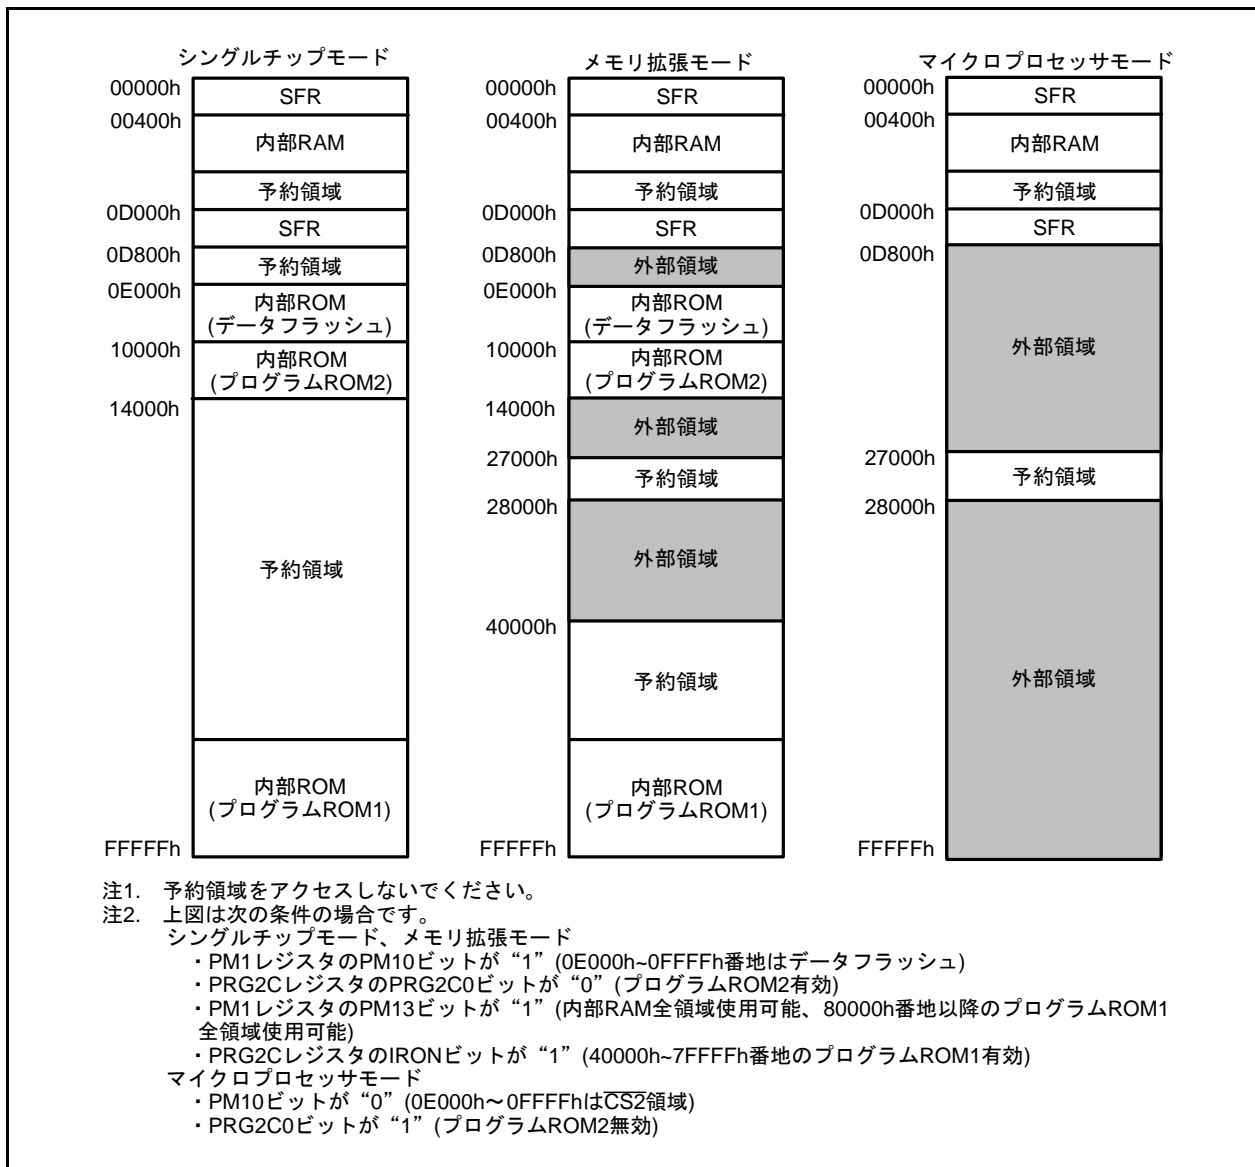 シングルチップモード
00000h
SFR
00400h
内部RAM
予約領域
0D000h
SFR
0D800h
予約領域
0E000h
内部ROM
(データフラッシュ)
10000h
内部ROM
(プログラムROM2)
14000h
予約領域
内部ROM
(プログラムROM1)
FFFFFh
メモリ拡張モード
00000h
SFR
00400h
内部RAM
予約領域
0D000h
SFR
0D800h
外部領域
0E000h
内部ROM
(データフラッシュ)
10000h
内部ROM
(プログラムROM2)
14000h
外部領域
27000h
予約領域
28000h
外部領域
40000h
予約領域
内部ROM
(プログラムROM1)
FFFFFh
マイクロプロセッサモード
00000h
SFR
00400h
内部RAM
予約領域
0D000h
SFR
0D800h
外部領域
27000h
予約領域
28000h
外部領域
FFFFFh
注1. 予約領域をアクセスしないでください。
注2. 上図は次の条件の場合です。
シングルチップモード、メモリ拡張モード
・PM1レジスタのPM10ビットが“1” (0E000h~0FFFFh番地はデータフラッシュ)
・PRG2CレジスタのPRG2C0ビットが“0” (プログラムROM2有効)
・PM1レジスタのPM13ビットが“1” (内部RAM全領域使用可能、80000h番地以降のプログラムROM1
全領域使用可能)
・PRG2CレジスタのIRONビットが“1” (40000h~7FFFFh番地のプログラムROM1有効)
マイクロプロセッサモード
・PM10ビットが“0” (0E000h～0FFFFhはC̅S̅2̅領域)
・PRG2C0ビットが“1” (プログラムROM2無効)